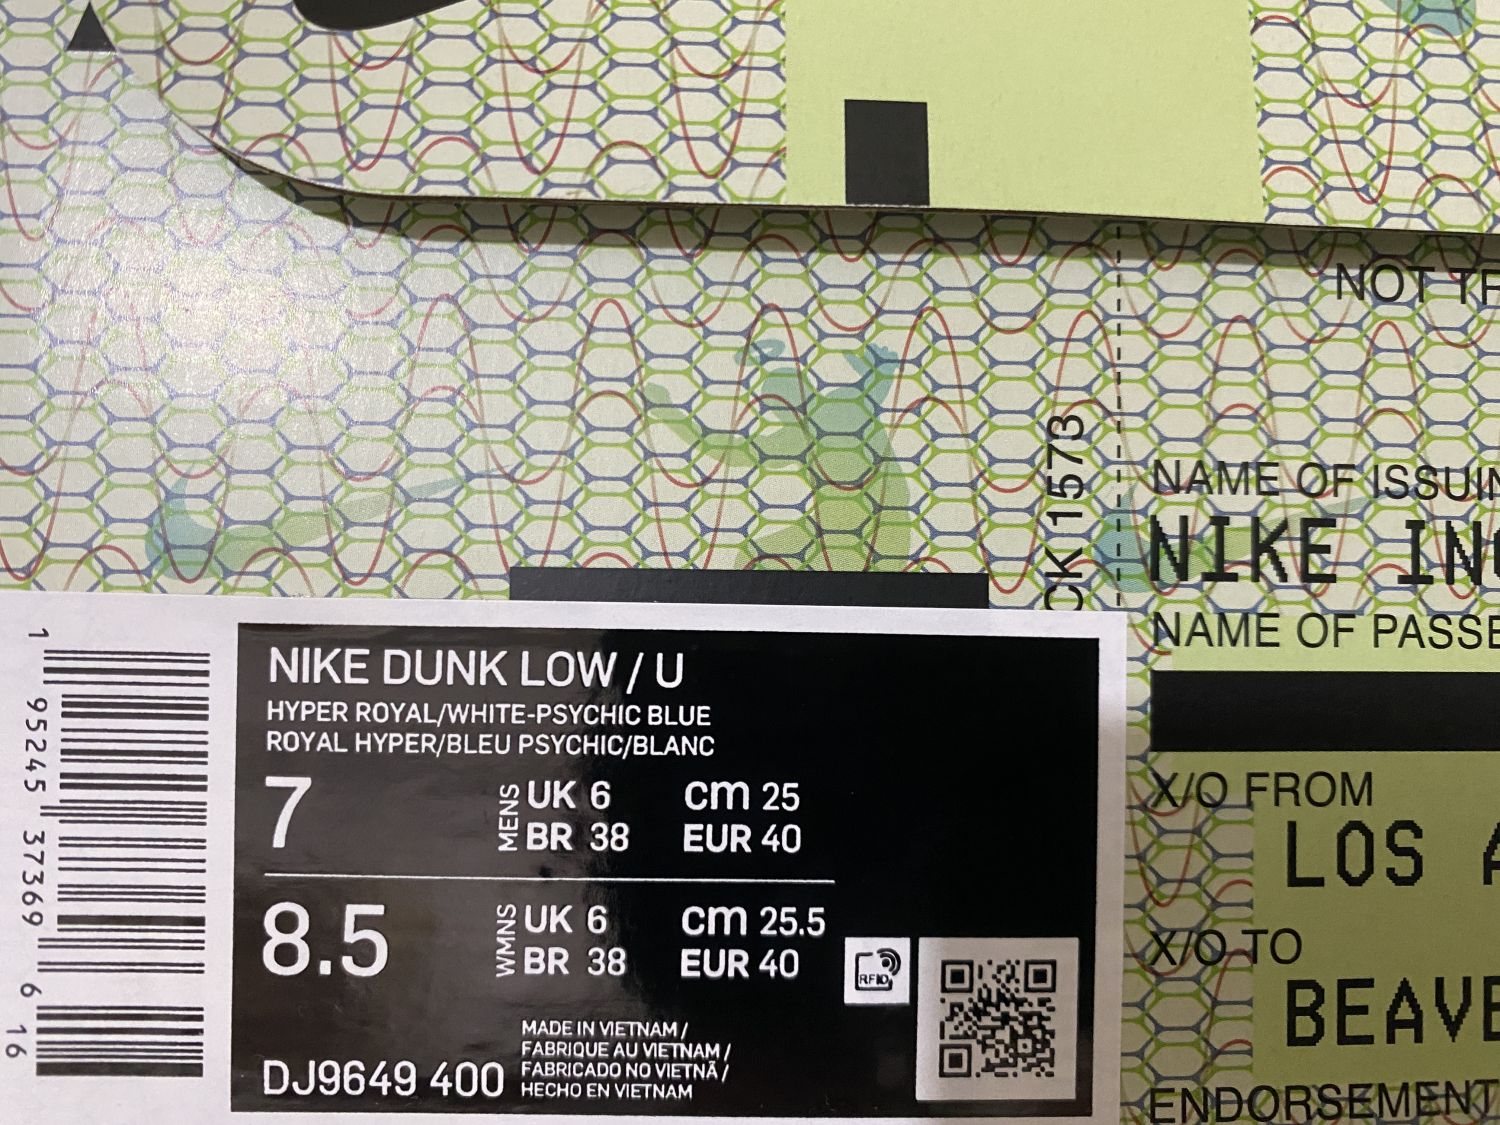 NOT TR
CK 1573
NAME OF ISSUIN
NIKE IN
NAME OF PASSE
X/O FROM
LOS A
X/O TO
BEAVE
ENDORSEMENT
1 95245 37369 6 16
NIKE DUNK LOW / U
HYPER ROYAL/WHITE-PSYCHIC BLUE
ROYAL HYPER/BLEU PSYCHIC/BLANC
7 MENS UK 6 cm 25
BR 38 EUR 40
8.5 WMNS UK 6 cm 25.5
BR 38 EUR 40
RFID
MADE IN VIETNAM /
FABRIQUE AU VIETNAM /
FABRICADO NO VIETNÃ /
HECHO EN VIETNAM
DJ9649 400